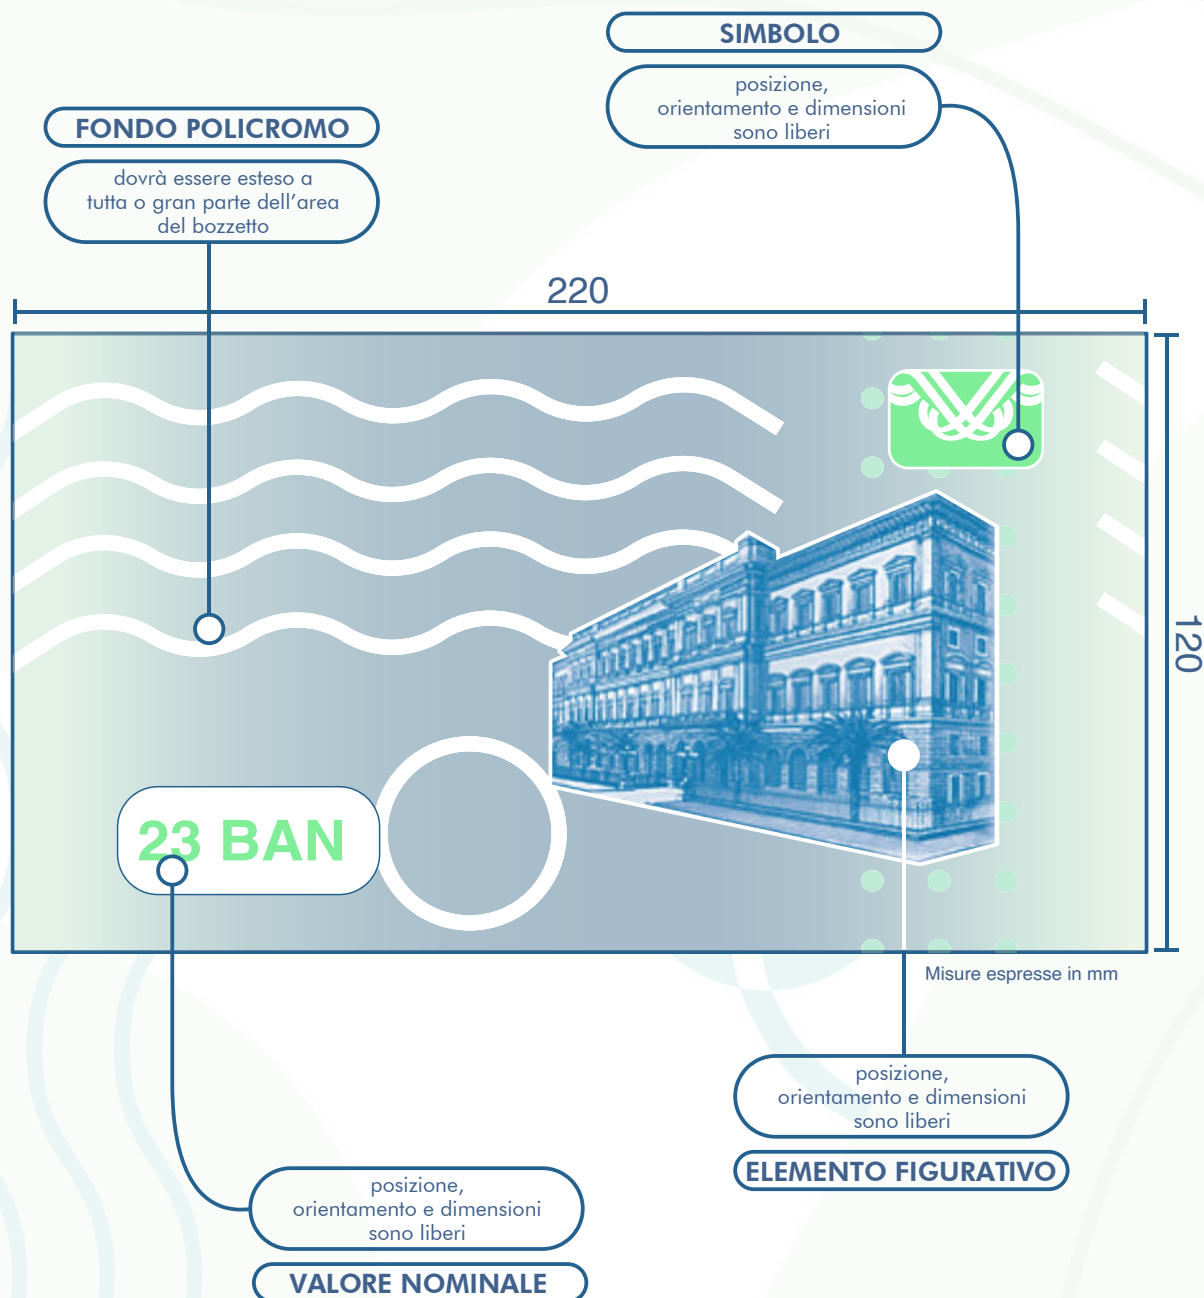 SIMBOLO
posizione,
orientamento e dimensioni
sono liberi
FONDO POLICROMO
dovrà essere esteso a
tutta o gran parte dell'area
del bozzetto
220
120
23 BAN
Misure espresse in mm
posizione,
orientamento e dimensioni
sono liberi
ELEMENTO FIGURATIVO
posizione,
orientamento e dimensioni
sono liberi
VALORE NOMINALE